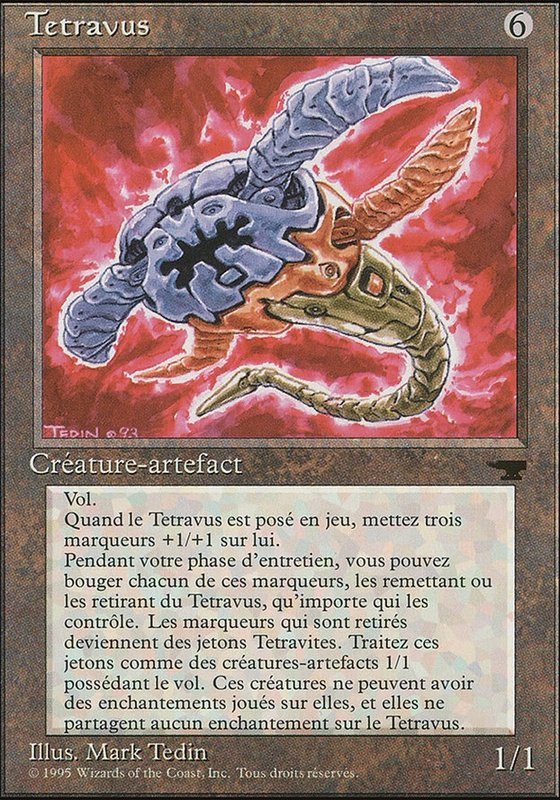 Tetravus 6
TEDIN © 93
Créature-artefact
Vol.
Quand le Tetravus est posé en jeu, mettez trois
marqueurs +1/+1 sur lui.
Pendant votre phase d'entretien, vous pouvez
bouger chacun de ces marqueurs, les remettant ou
les retirant du Tetravus, qu'importe qui les
contrôle. Les marqueurs qui sont retirés
deviennent des jetons Tetravites. Traitez ces
jetons comme des créatures-artefacts 1/1
possédant le vol. Ces créatures ne peuvent avoir
des enchantements joués sur elles, et elles ne
partagent aucun enchantement sur le Tetravus.
Illus. Mark Tedin 1/1
© 1995 Wizards of the Coast, Inc. Tous droits réservés.